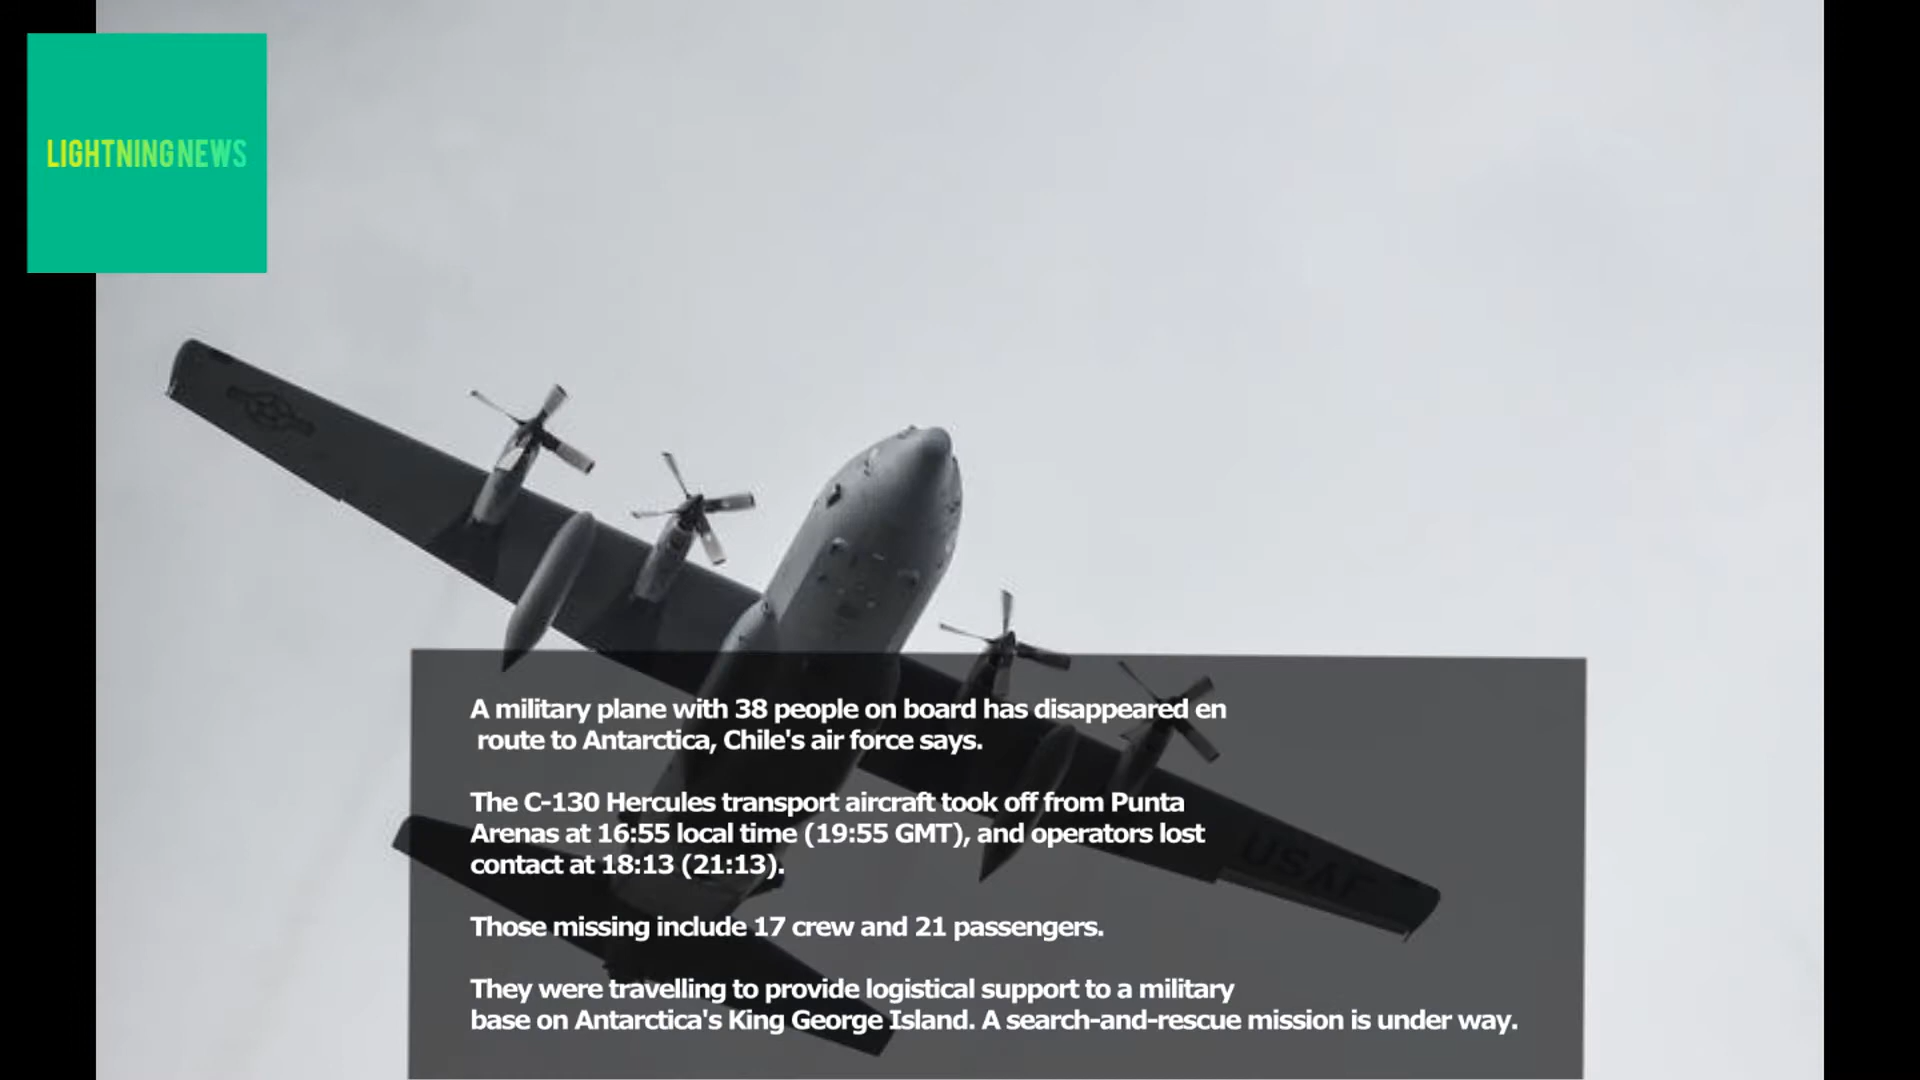 LIGHTNING NEWS
A military plane with 38 people on board has disappeared en
route to Antarctica, Chile's air force says.
The C-130 Hercules transport aircraft took off from Punta
Arenas at 16:55 local time (19:55 GMT), and operators lost
contact at 18:13 (21:13).
USAF
Those missing include 17 crew and 21 passengers.
They were travelling to provide logistical support to a military
base on Antarctica's King George Island. A search-and-rescue mission is under way.